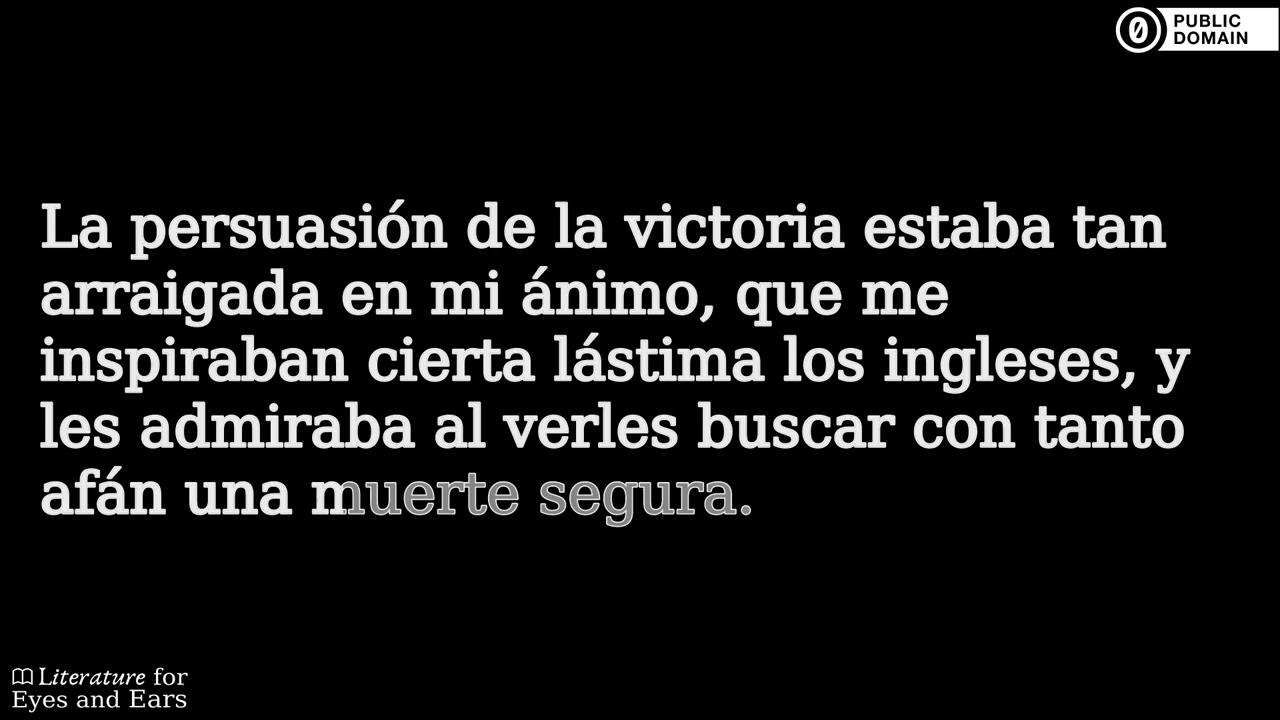 PUBLIC
DOMAIN
La persuasión de la victoria estaba tan
arraigada en mi ánimo, que me
inspiraban cierta lástima los ingleses, y
les admiraba al verles buscar con tanto
afán una muerte segura.
Literature for
Eyes and Ears